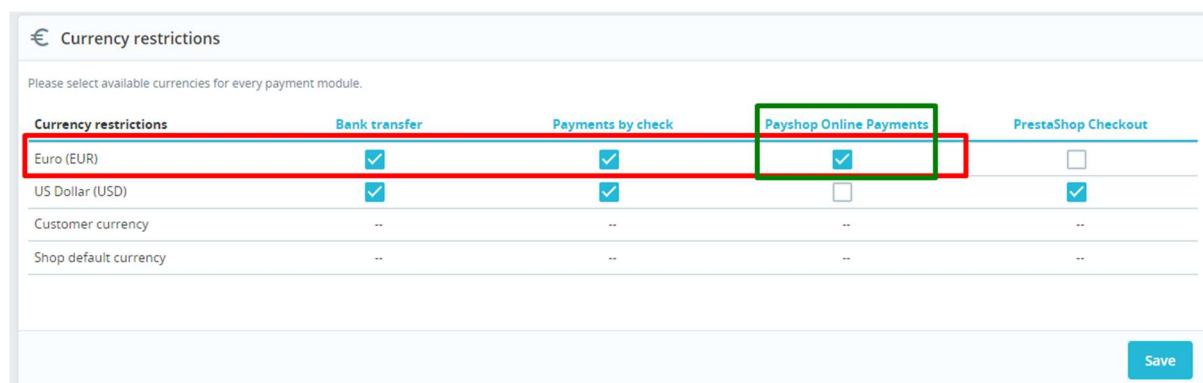 € Currency restrictions
Please select available currencies for every payment module.
Currency restrictions Bank transfer Payments by check Payshop Online Payments PrestaShop Checkout
Euro (EUR)
US Dollar (USD)
Customer currency -- -- -- --
Shop default currency -- -- -- --
Save